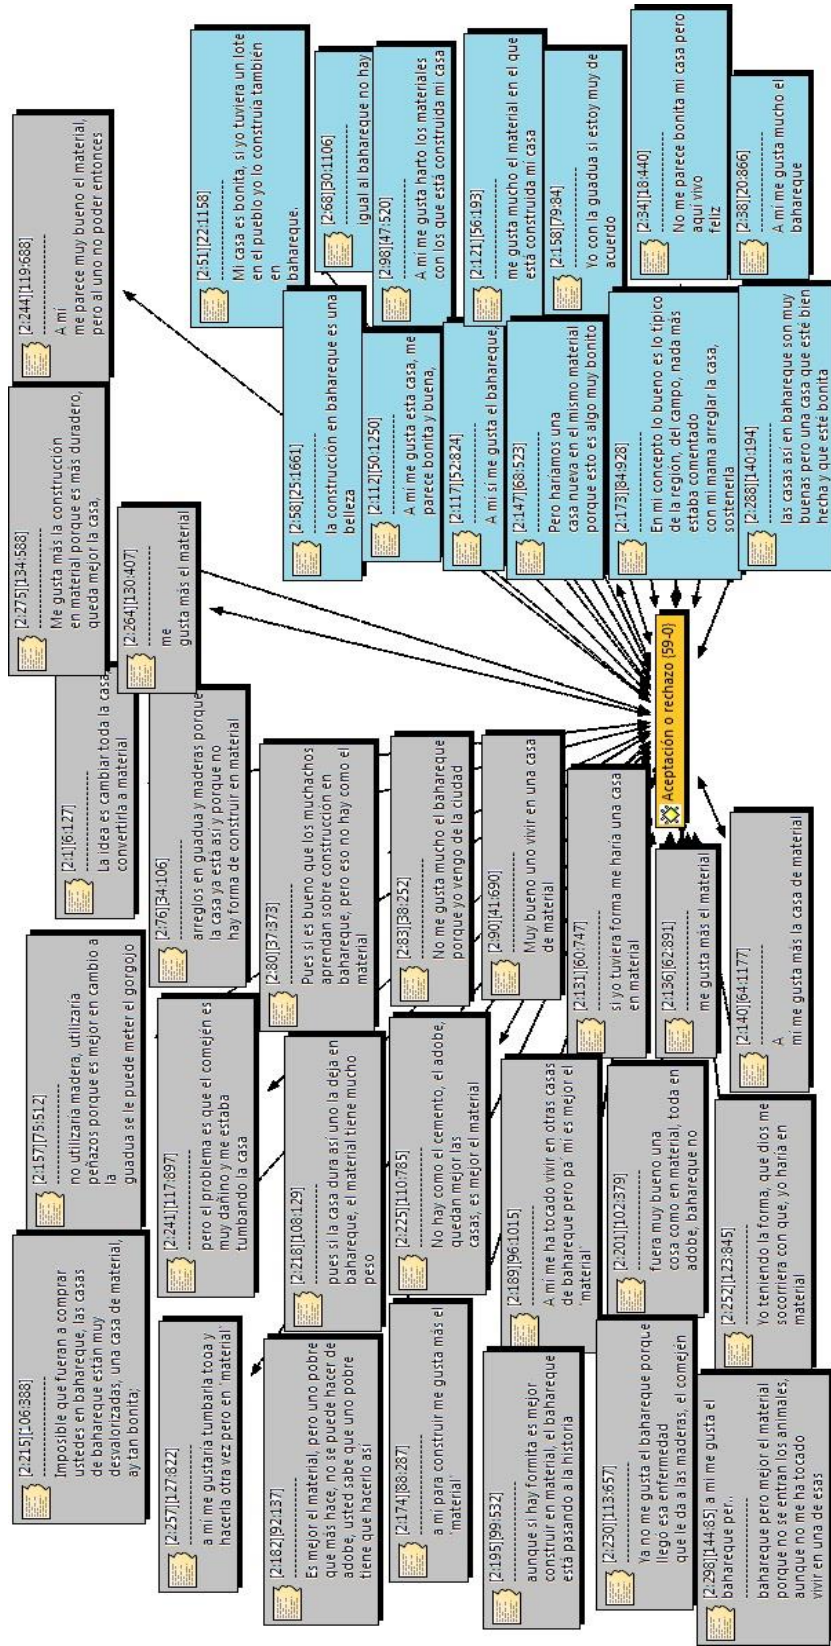 [2:215][106:388]
Imposible que fueran a comprar
ustedes en bahareque, las casas
de bahareque están muy
desvalorizadas, una casa de material,
ay tan bonita;
[2:157][75:512]
no utilizaría madera, utilizaría
peñazos porque es mejor en cambio a
la
guadua se le puede meter el gorgojo
[2:1][6:127]
La idea es cambiar toda la casa,
convertirla a material
[2:275][134:588]
Me gusta más la construcción
en material porque es más duradero,
queda mejor la casa,
[2:244][119:688]
A mí
me parece muy bueno el material,
pero al uno no poder entonces
[2:264][130:407]
me
gusta más el material
[2:257][127:822]
a mí me gustaría tumbarla toda y
hacerla otra vez pero en ¨material¨
[2:241][117:897]
pero el problema es que el comején es
muy dañino y me estaba
tumbando la casa
[2:76][34:106]
arreglos en guadua y maderas porque
la casa ya está así y porque no
hay forma de construir en material
[2:51][22:1158]
Mi casa es bonita, si yo tuviera un lote
en el pueblo yo lo construía también
en
bahareque.
[2:182][92:137]
Es mejor el material, pero uno pobre
que más hace, no se puede hacer de
adobe, usted sabe que uno pobre
tiene que hacerlo así
[2:218][108:129]
pues si la casa dura así uno la deja en
bahareque, el material tiene mucho
peso
[2:80][37:373]
Pues si es bueno que los muchachos
aprendan sobre construcción en
bahareque, pero eso no hay como el
material
[2:58][25:1661]
la construcción en bahareque es una
belleza
[2:68][30:1106]
igual al bahareque no hay
[2:174][88:287]
a mí para construir me gusta más el
¨material¨
[2:225][110:785]
No hay como el cemento, el adobe,
quedan mejor las
casas, es mejor el material
[2:83][38:252]
No me gusta mucho el bahareque
porque yo vengo de la ciudad
[2:112][50:1250]
A mí me gusta esta casa, me
parece bonita y buena,
[2:98][47:520]
A mí me gusta harto los materiales
con los que está construida mi casa
[2:195][99:532]
aunque si hay formita es mejor
construir en material, el bahareque
está pasando a la historia
[2:189][96:1015]
A mí me ha tocado vivir en otras casas
de bahareque pero pa¨ mí es mejor el
¨material¨
[2:90][41:690]
Muy bueno uno vivir en una casa
de material
[2:117][52:824]
A mí sí me gusta el bahareque,
[2:121][56:193]
me gusta mucho el material en el que
está construida mi casa
[2:131][60:747]
si yo tuviera forma me haría una casa
en material
[2:147][68:523]
Pero haríamos una
casa nueva en el mismo material
porque esto es algo muy bonito
[2:158][79:84]
Yo con la guadua si estoy muy de
acuerdo
[2:230][113:657]
Ya no me gusta el bahareque porque
llego esa enfermedad
que le da a las maderas, el comején
[2:201][102:379]
fuera muy bueno una
cosa como en material, toda en
adobe, bahareque no
[2:136][62:891]
me gusta más el material
Aceptación o rechazo {59-0}
[2:173][84:928]
En mi concepto lo bueno es lo típico
de la región, del campo, nada más
estaba comentado
con mi mama arreglar la casa,
sostenerla
[2:34][18:440]
No me parece bonita mi casa pero
aquí vivo
feliz
[2:298][144:85] a mi me gusta el
bahareque per..
bahareque pero mejor el material
porque no se entran los animales,
aunque no me ha tocado
vivir en una de esas
[2:252][123:845]
Yo teniendo la forma, que dios me
socorriera con que, yo haría en
material
[2:140][64:1177]
A
mi me gusta más la casa de material
[2:288][140:194]
las casas así en bahareque son muy
buenas pero una casa que esté bien
hecha y que esté bonita
[2:38][20:866]
A mí me gusta mucho el
bahareque